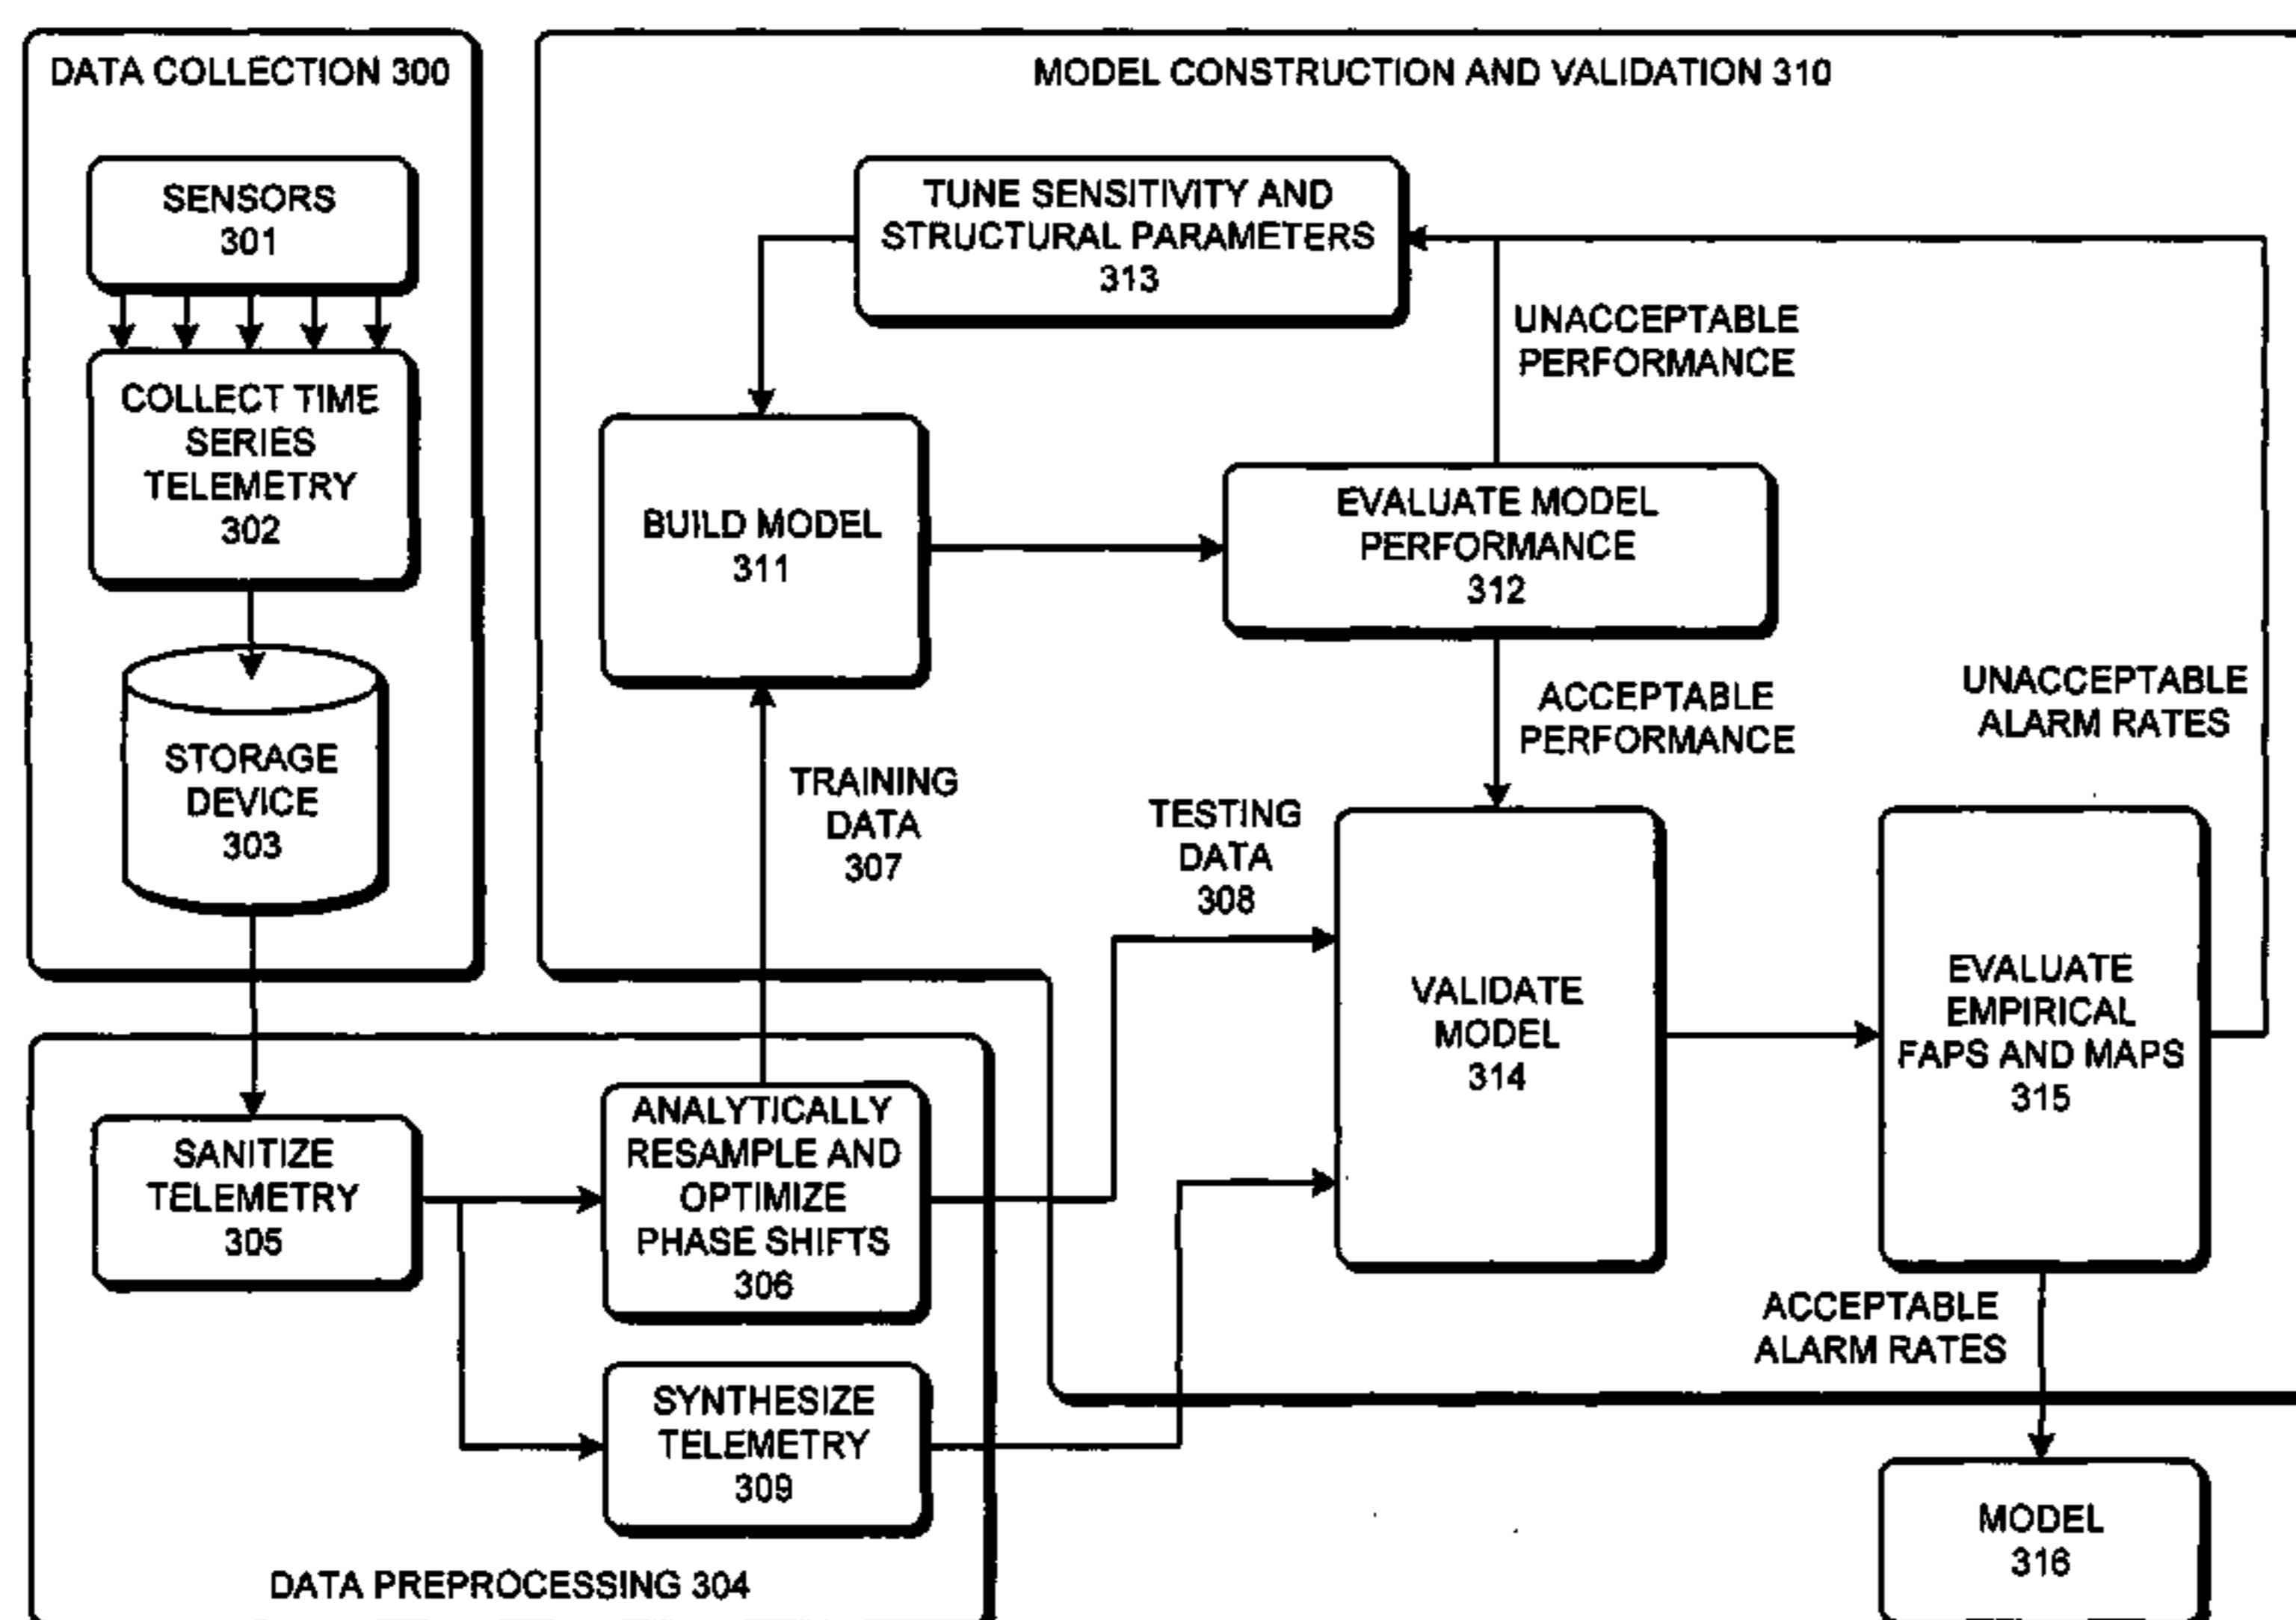 DATA COLLECTION 300
SENSORS
301
COLLECT TIME
SERIES
TELEMETRY
302
STORAGE
DEVICE
303
MODEL CONSTRUCTION AND VALIDATION 310
TUNE SENSITIVITY AND
STRUCTURAL PARAMETERS
313
UNACCEPTABLE
PERFORMANCE
BUILD MODEL
311
EVALUATE MODEL
PERFORMANCE
312
ACCEPTABLE
PERFORMANCE
UNACCEPTABLE
ALARM RATES
TRAINING
DATA
307
TESTING
DATA
308
VALIDATE
MODEL
314
EVALUATE
EMPIRICAL
FAPS AND MAPS
315
SANITIZE
TELEMETRY
305
ANALYTICALLY
RESAMPLE AND
OPTIMIZE
PHASE SHIFTS
306
SYNTHESIZE
TELEMETRY
309
DATA PREPROCESSING 304
ACCEPTABLE
ALARM RATES
MODEL
316